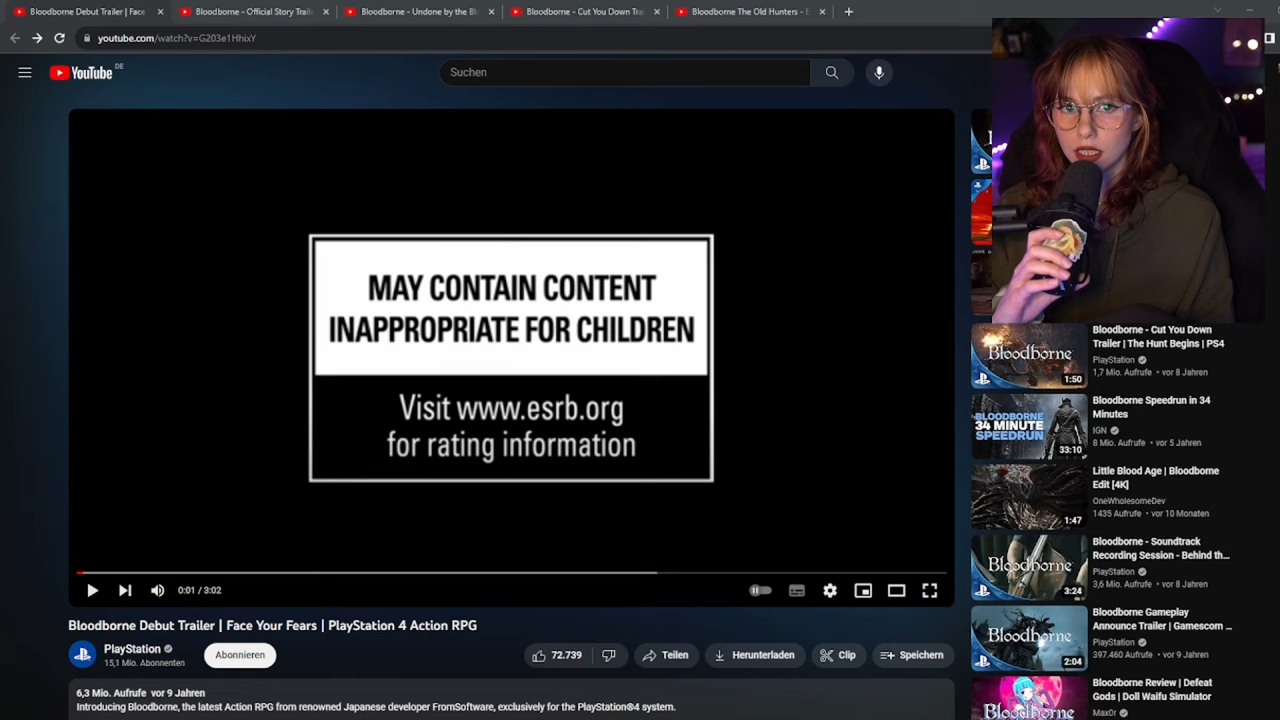 Bloodborne Debut Trailer | Face
Bloodborne - Official Story Trailer
Bloodborne - Undone by the Blo
Bloodborne - Cut You Down Tra
Bloodborne The Old Hunters - E
youtube.com/watch?v=G203e1HhixY
YouTube DE
Suchen
MAY CONTAIN CONTENT
INAPPROPRIATE FOR CHILDREN
Visit www.esrb.org
for rating information
0:01 / 3:02
Bloodborne Debut Trailer | Face Your Fears | PlayStation 4 Action RPG
PlayStation
15,1 Mio. Abonnenten
Abonnieren
72.739
Teilen
Herunterladen
Clip
Speichern
6,3 Mio. Aufrufe vor 9 Jahren
Introducing Bloodborne, the latest Action RPG from renowned Japanese developer FromSoftware, exclusively for the PlayStation®4 system.
Bloodborne
1:50
Bloodborne - Cut You Down
Trailer | The Hunt Begins | PS4
PlayStation
1,7 Mio. Aufrufe • vor 8 Jahren
BLOODBORNE
34 MINUTE
SPEEDRUN
33:10
Bloodborne Speedrun in 34
Minutes
IGN
8 Mio. Aufrufe • vor 5 Jahren
1:47
Little Blood Age | Bloodborne
Edit [4K]
OneWholesomeDev
1435 Aufrufe • vor 10 Monaten
Bloodborne
3:24
Bloodborne - Soundtrack
Recording Session - Behind th...
PlayStation
3,6 Mio. Aufrufe • vor 8 Jahren
Bloodborne
2:04
Bloodborne Gameplay
Announce Trailer | Gamescom ...
PlayStation
397.460 Aufrufe • vor 9 Jahren
Bloodborne
Bloodborne Review | Defeat
Gods | Doll Waifu Simulator
Max0r